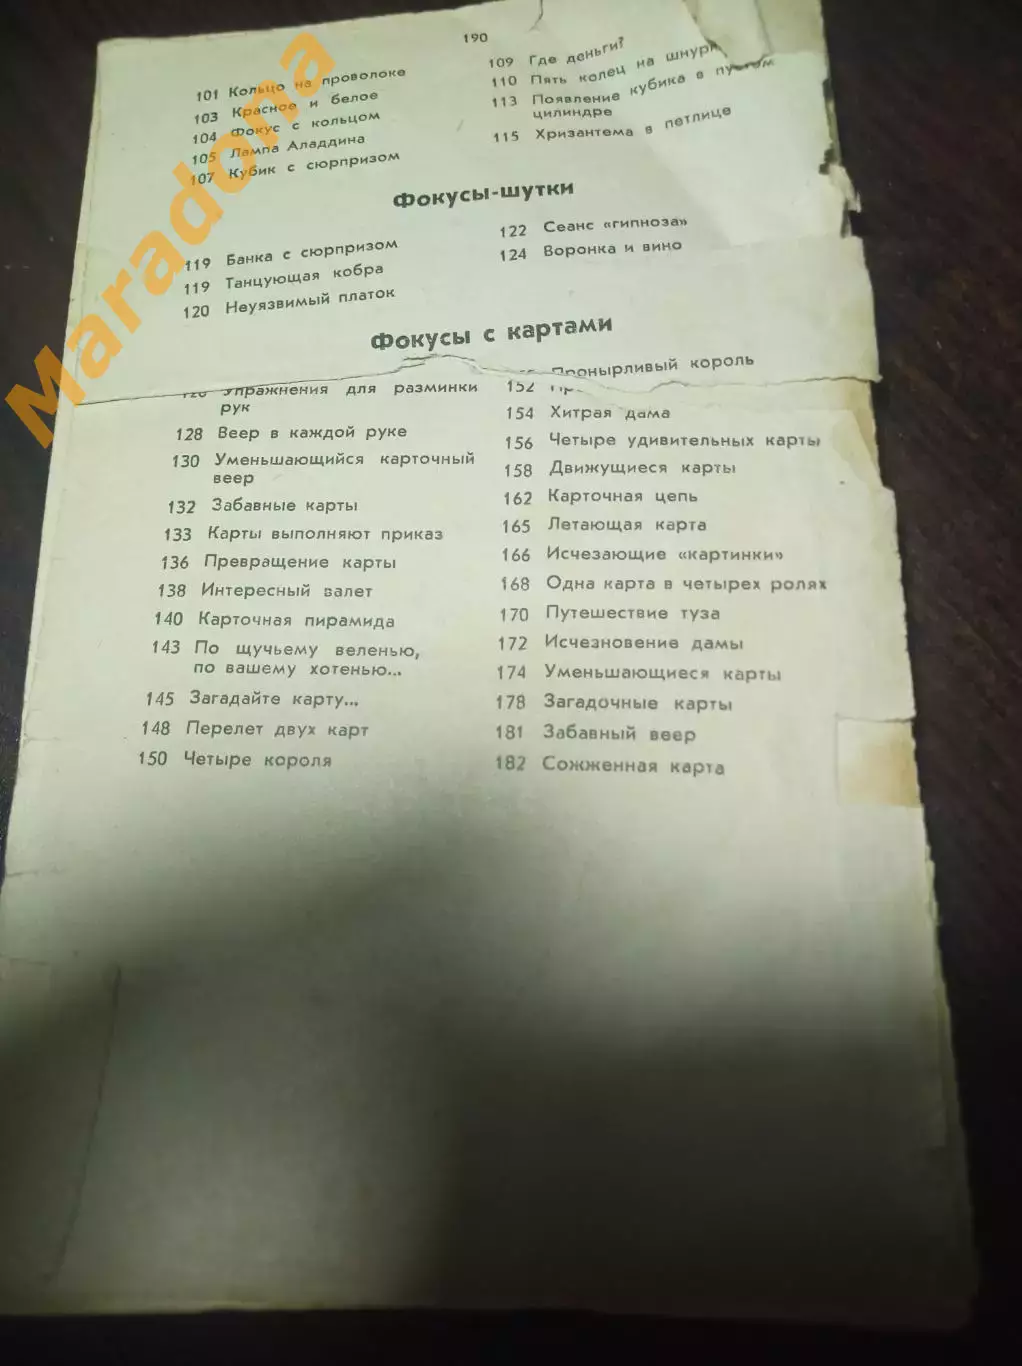 190
101 Кольцо на проволоке
103 Красное и белое
104 Фокус с кольцом
105 Лампа Аладдина
107 Кубик с сюрпризом
109 Где деньги?
110 Пять колец на
113 Появление кубика в
цилиндре
115 Хризантема в петлице
Фокусы-шутки
119 Банка с сюрпризом
119 Танцующая кобра
120 Неуязвимый платок
122 Сеанс «гипноза»
124 Воронка и вино
Фокусы с картами
Упражнения для разминки
рук
128 Веер в каждой руке
130 Уменьшающийся карточный
веер
132 Забавные карты
133 Карты выполняют приказ
136 Превращение карты
138 Интересный валет
140 Карточная пирамида
143 По щучьему веленью,
по вашему хотенью...
145 Загадайте карту...
148 Перелет двух карт
150 Четыре короля
Пронырливый король
152
154 Хитрая дама
156 Четыре удивительных карты
158 Движущиеся карты
162 Карточная цепь
165 Летающая карта
166 Исчезающие «картинки»
168 Одна карта в четырех ролях
170 Путешествие туза
172 Исчезновение дамы
174 Уменьшающиеся карты
178 Загадочные карты
181 Забавный веер
182 Сожженная карта
Maradona